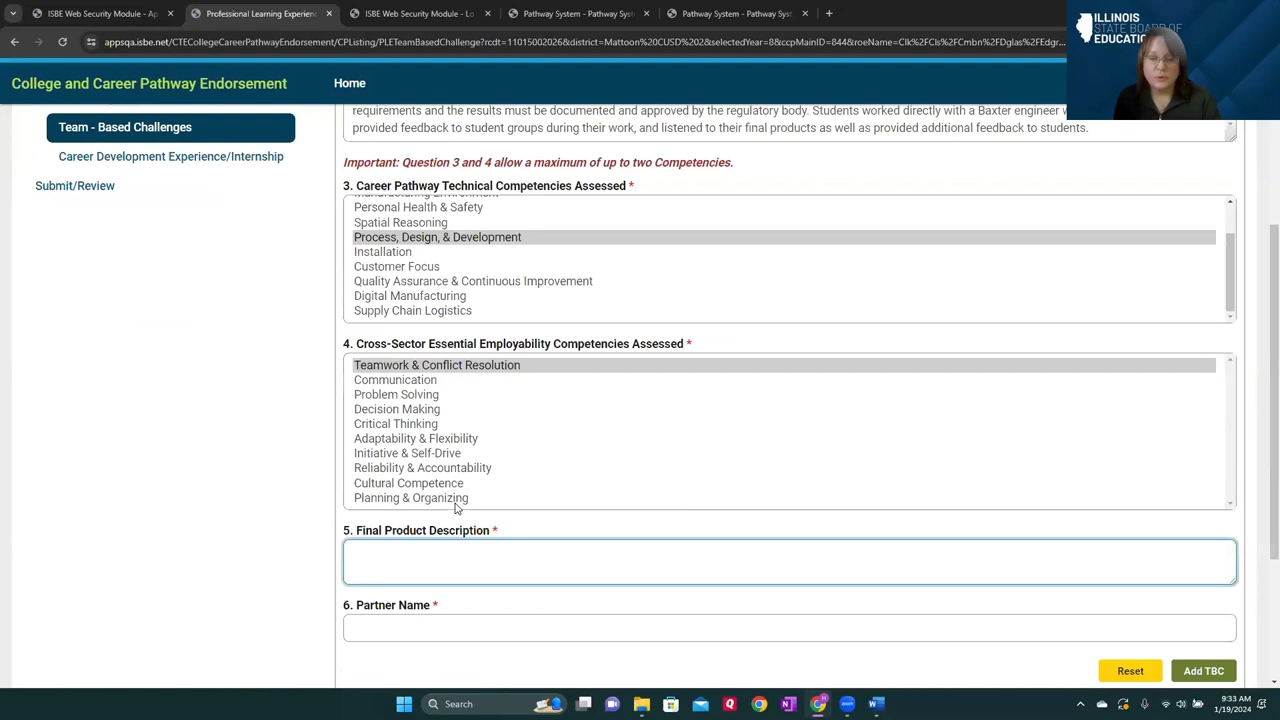 ISBE Web Security Module - Ap
Professional Learning Experienc
ISBE Web Security Module - Lo
Pathway System - Pathway Syst
Pathway System - Pathway Syst
appsqa.isbe.net/CTECollegeCareerPathwayEndorsement/CPListing/PLETeamBasedChallenge?rcdt=11015002026&district=Mattoon%20CUSD%202&selectedYear=8&ccpMainID=844&roeName=Clk%2FCls%2FCmbn%2FDglas%2FEdgr...
ILLINOIS
STATE BOARD OF
EDUCATIO
College and Career Pathway Endorsement
Home
Team - Based Challenges
Career Development Experience/Internship
Submit/Review
requirements and the results must be documented and approved by the regulatory body. Students worked directly with a Baxter engineer
provided feedback to student groups during their work, and listened to their final products as well as provided additional feedback to students.
Important: Question 3 and 4 allow a maximum of up to two Competencies.
3. Career Pathway Technical Competencies Assessed *
Manufacturing Environment
Personal Health & Safety
Spatial Reasoning
Process, Design, & Development
Installation
Customer Focus
Quality Assurance & Continuous Improvement
Digital Manufacturing
Supply Chain Logistics
4. Cross-Sector Essential Employability Competencies Assessed *
Teamwork & Conflict Resolution
Communication
Problem Solving
Decision Making
Critical Thinking
Adaptability & Flexibility
Initiative & Self-Drive
Reliability & Accountability
Cultural Competence
Planning & Organizing
5. Final Product Description *
6. Partner Name *
Reset
Add TBC
Search
9:33 AM
1/19/2024